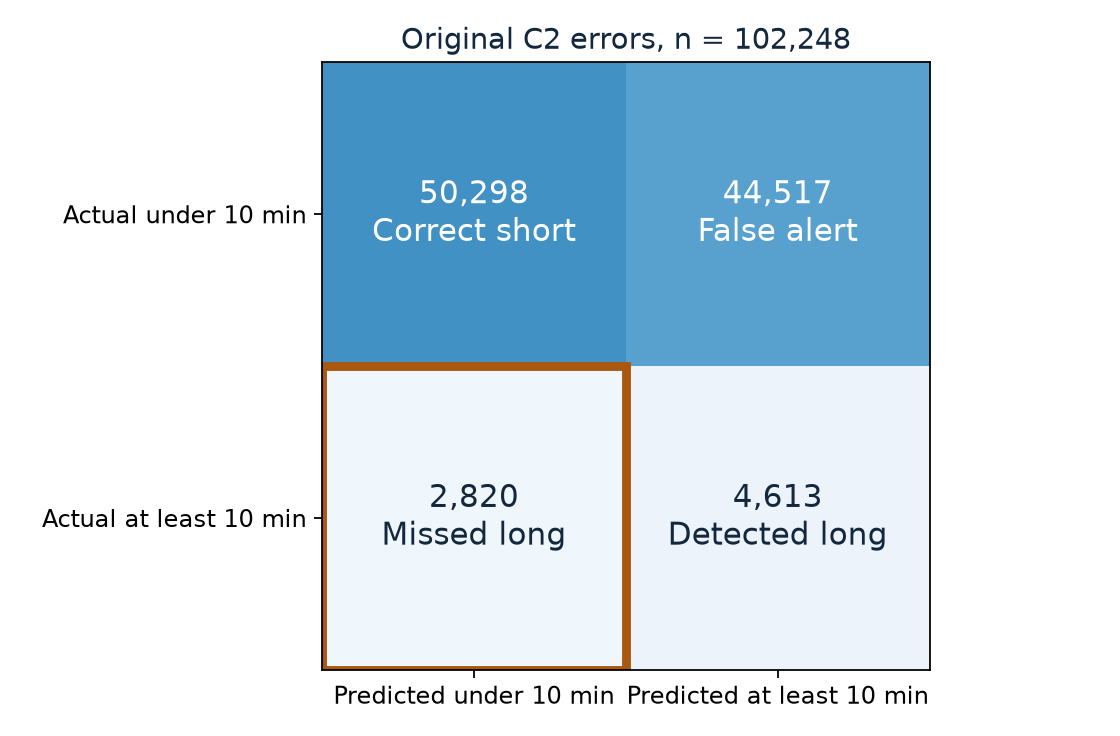 Original C2 errors, n = 102,248
Actual under 10 min
50,298
Correct short
44,517
False alert
Actual at least 10 min
2,820
Missed long
4,613
Detected long
Predicted under 10 min
Predicted at least 10 min